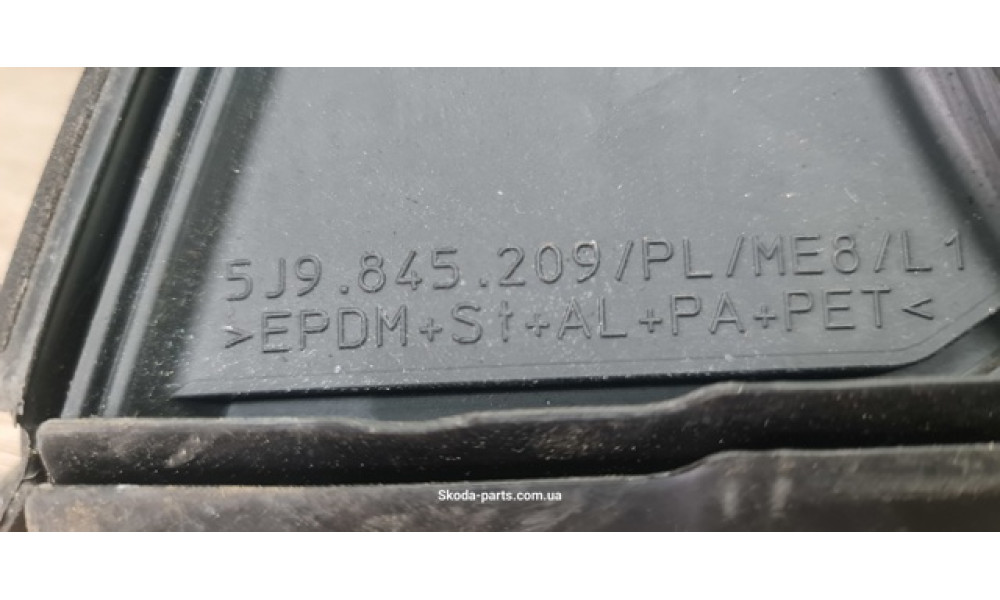 5J9.845.209/PL/ME8/L1
>EPDM+St+AL+PA+PET<
Skoda-parts.com.ua